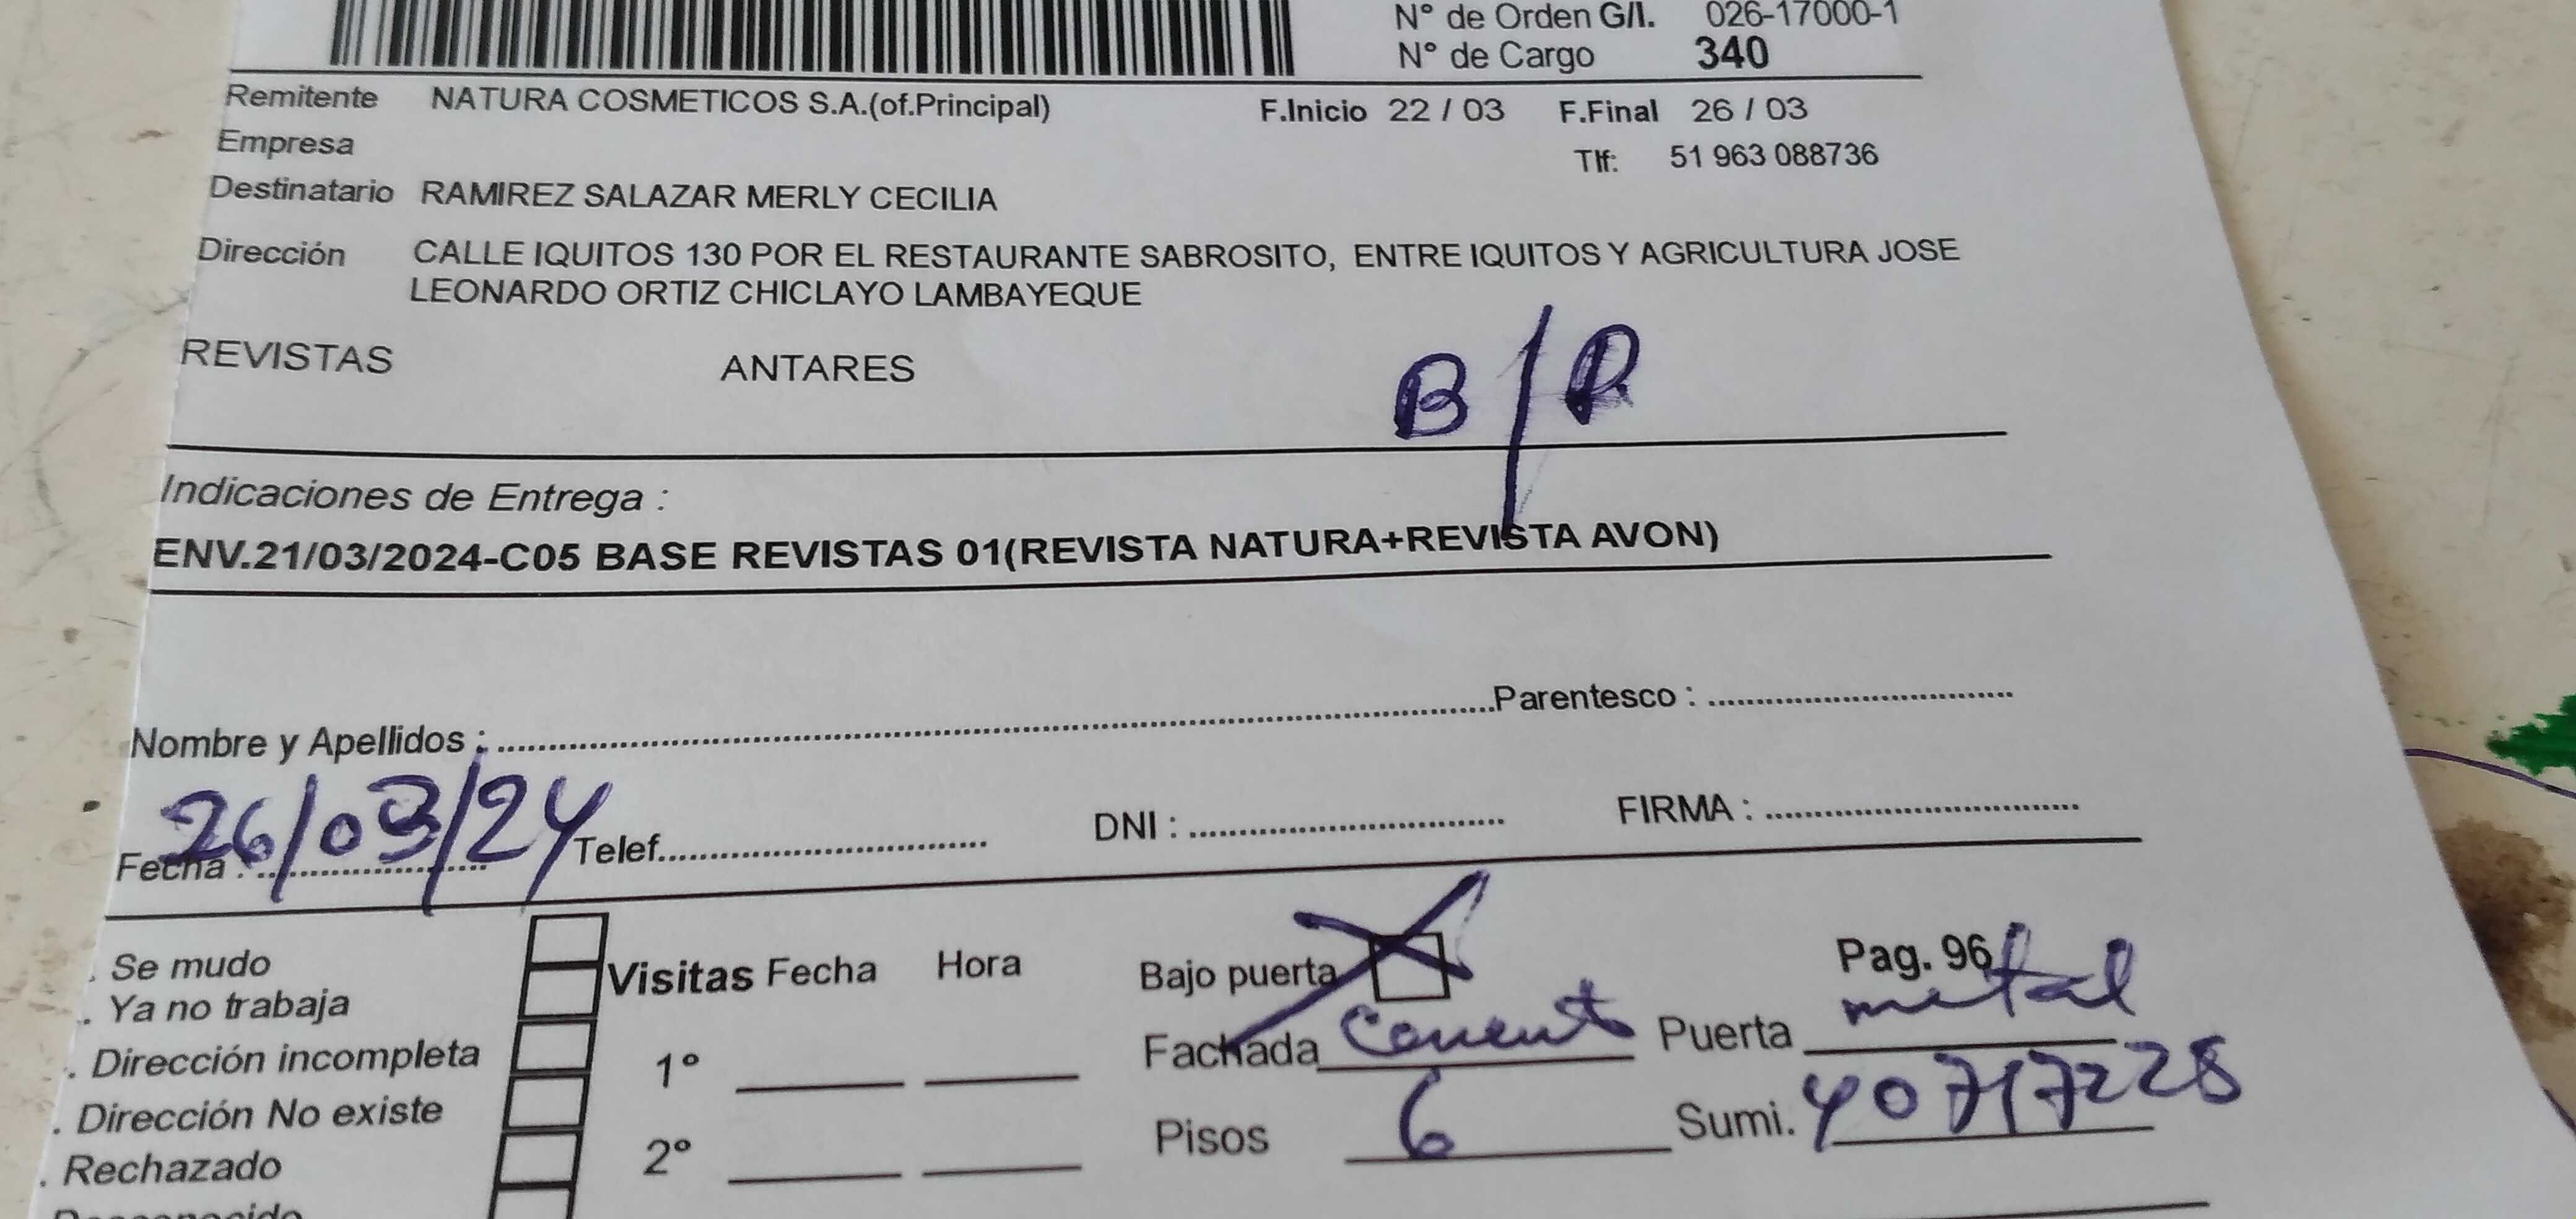 N° de Orden G/I. 026-17000-1
N° de Cargo 340
Remitente NATURA COSMETICOS S.A.(of.Principal) F.Inicio 22 / 03 F.Final 26 / 03
Empresa Tlf: 51 963 088736
Destinatario RAMIREZ SALAZAR MERLY CECILIA
Dirección CALLE IQUITOS 130 POR EL RESTAURANTE SABROSITO, ENTRE IQUITOS Y AGRICULTURA JOSE
LEONARDO ORTIZ CHICLAYO LAMBAYEQUE
REVISTAS ANTARES B/P
Indicaciones de Entrega :
ENV.21/03/2024-C05 BASE REVISTAS 01(REVISTA NATURA+REVISTA AVON)
Nombre y Apellidos : Parentesco :
Fecha : 26/03/24 Telef. DNI : FIRMA :
. Se mudo
. Ya no trabaja
. Dirección incompleta
. Dirección No existe
. Rechazado
Visitas Fecha Hora
1°
2°
Bajo puerta X Pag. 96
Fachada Puerta metal
Pisos 6 Sumi.